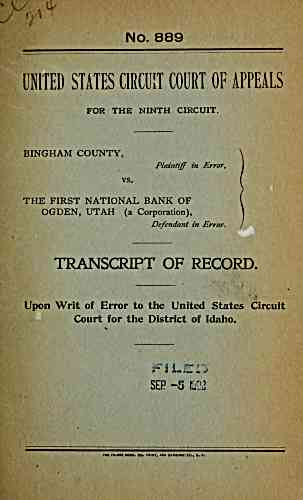 No. 889
UNITED STATES CIRCUIT COURT OF APPEALS
FOR THE NINTH CIRCUIT.
BINGHAM COUNTY,
Plaintiff in Error,
vs.
THE FIRST NATIONAL BANK OF
OGDEN, UTAH (a Corporation),
Defendant in Error.
TRANSCRIPT OF RECORD.
Upon Writ of Error to the United States Circuit
Court for the District of Idaho.
FILED
SEP -5